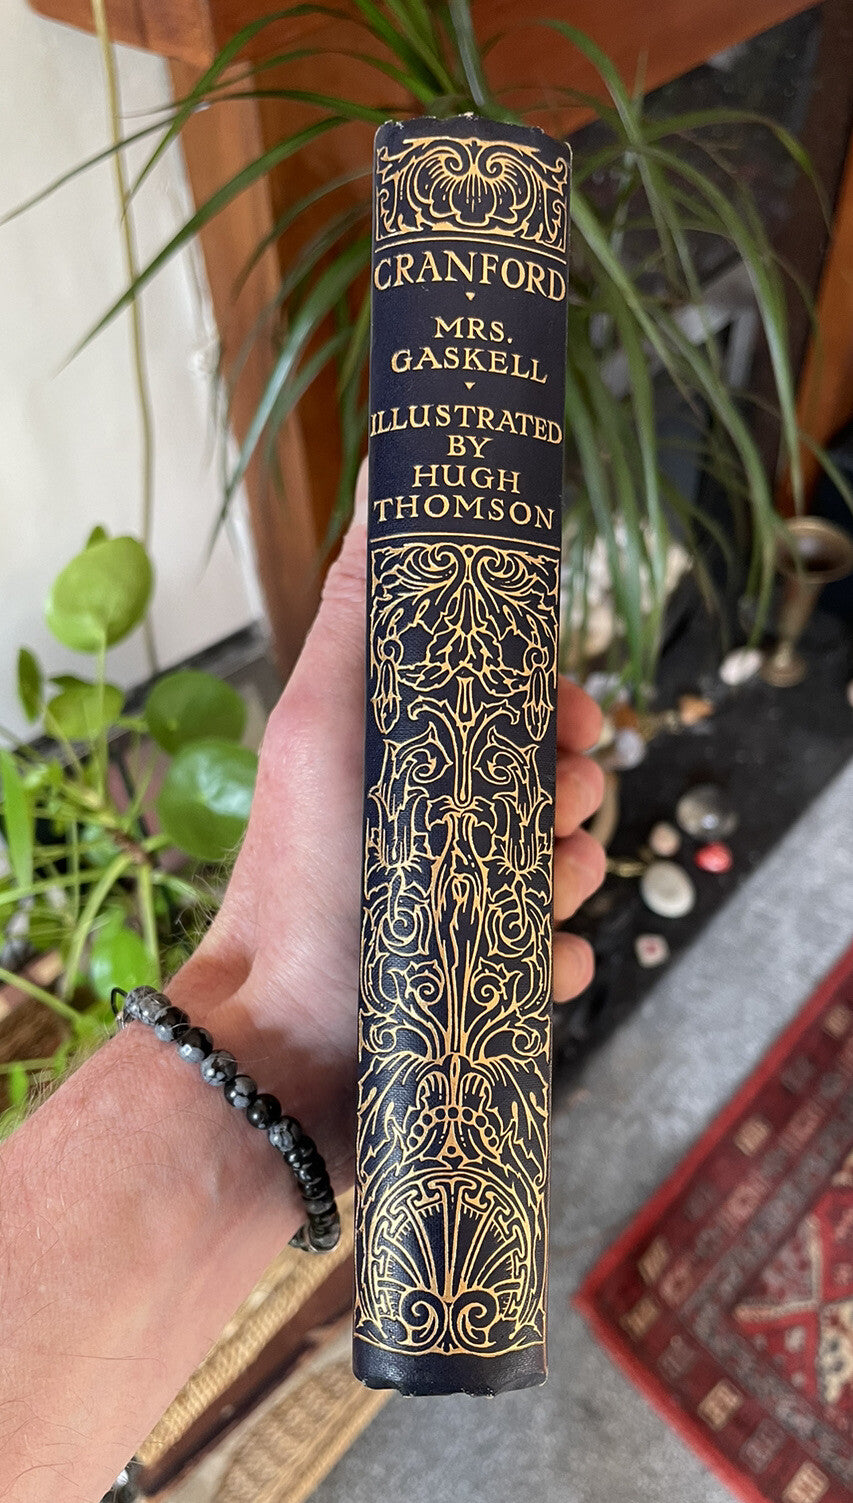 CRANFORD
MRS.
GASKELL
ILLUSTRATED
BY
HUGH
THOMSON